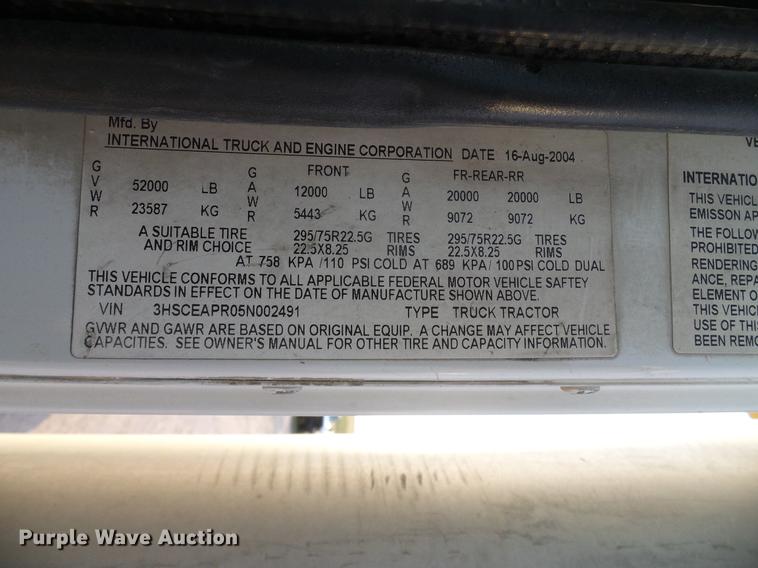 Mfd. By
INTERNATIONAL TRUCK AND ENGINE CORPORATION DATE 16-Aug-2004
GVWR 52000 LB GAWR FRONT 12000 LB GAWR FR-REAR-RR 20000 20000 LB
23587 KG 5443 KG 9072 9072 KG
A SUITABLE TIRE 295/75R22.5G TIRES 295/75R22.5G TIRES
AND RIM CHOICE 22.5X8.25 RIMS 22.5X8.25 RIMS
AT 758 KPA /110 PSI COLD AT 689 KPA/100 PSI COLD DUAL
THIS VEHICLE CONFORMS TO ALL APPLICABLE FEDERAL MOTOR VEHICLE SAFTEY
STANDARDS IN EFFECT ON THE DATE OF MANUFACTURE SHOWN ABOVE.
VIN 3HSCEAPR05N002491 TYPE TRUCK TRACTOR
GVWR AND GAWR ARE BASED ON ORIGINAL EQUIP. A CHANGE MAY AFFECT VEHICLE
CAPACITIES. SEE OWNER'S MANUAL FOR OTHER TIRE AND CAPACITY INFORMATION.
VE
INTERNATIO
THIS VEHICL
EMISSON AP
THE FOLLOW
PROHIBITED
RENDERING
ANCE, REPA
ELEMENT O
THIS VEHIC
USE OF THIS
BEEN REMO
Purple Wave Auction